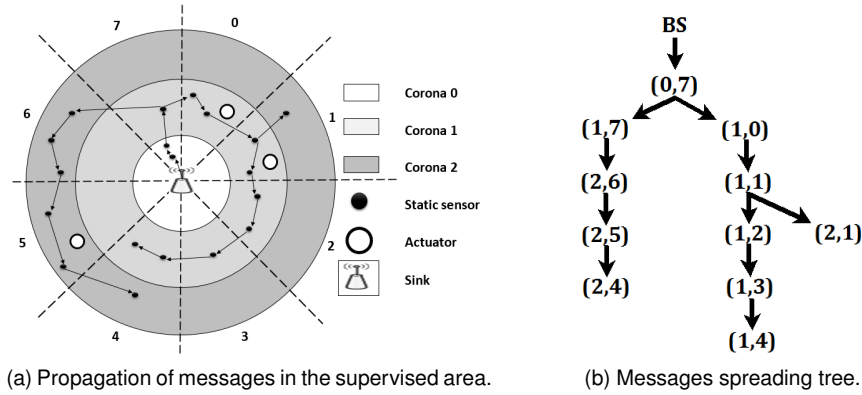 7
0
6
1
5
2
4
3
Corona 0
Corona 1
Corona 2
Static sensor
Actuator
Sink
(a) Propagation of messages in the supervised area.
BS
(0,7)
(1,7) (1,0)
(2,6) (1,1)
(2,5) (1,2) (2,1)
(2,4) (1,3)
(1,4)
(b) Messages spreading tree.